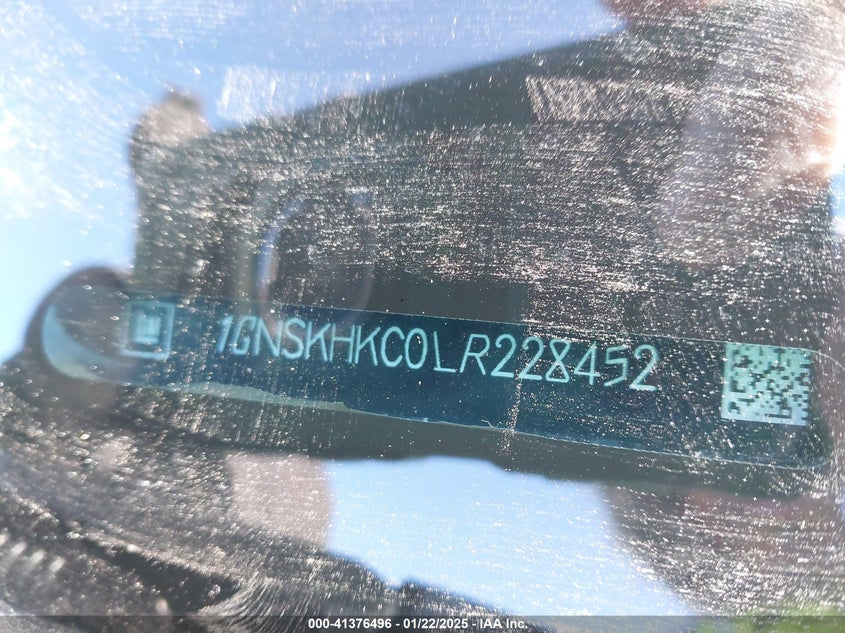 1GNSKHKC0LR228452
000-41376496 - 01/22/2025 - IAA Inc.